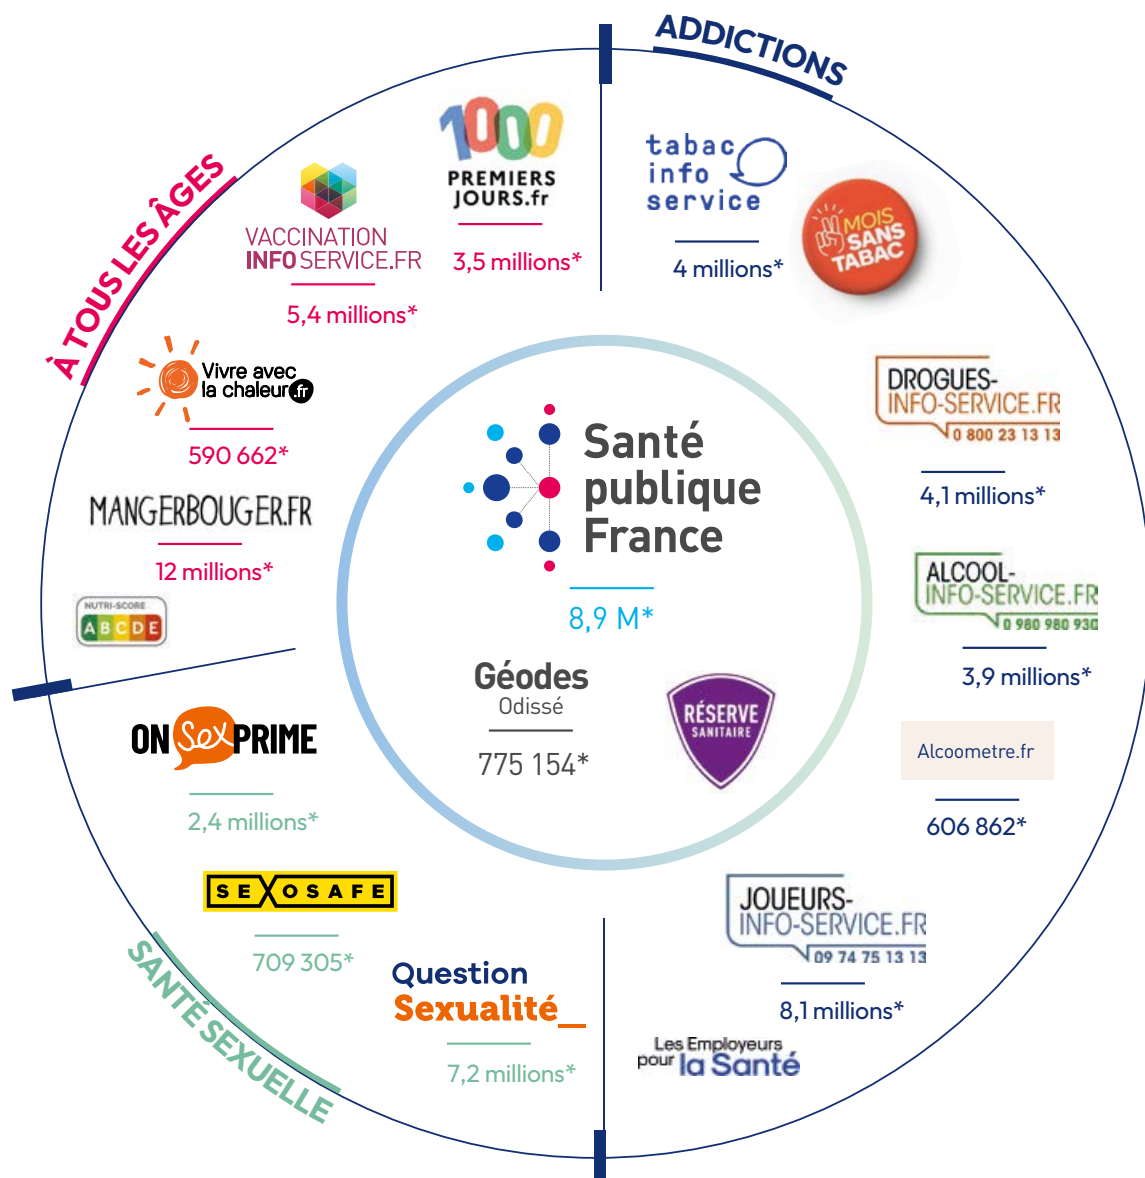 ADDICTIONS
tabac
info
service
4 millions*
MOIS
SANS
TABAC
DROGUES-
INFO-SERVICE.FR
0 800 23 13 13
4,1 millions*
ALCOOL-
INFO-SERVICE.FR
0 980 980 930
3,9 millions*
Alcoometre.fr
606 862*
JOUEURS-
INFO-SERVICE.FR
09 74 75 13 13
8,1 millions*
Les Employeurs
pour la Santé
À TOUS LES ÂGES
1000
PREMIERS
JOURS.fr
3,5 millions*
VACCINATION
INFO SERVICE.FR
5,4 millions*
Vivre avec
la chaleur.fr
590 662*
MANGERBOUGER.FR
12 millions*
NUTRI-SCORE
A B C D E
SANTÉ SEXUELLE
ON Sex PRIME
2,4 millions*
SEXOSAFE
709 305*
Question
Sexualité_
7,2 millions*
Santé
publique
France
8,9 M*
Géodes
Odissé
775 154*
RÉSERVE
SANITAIRE